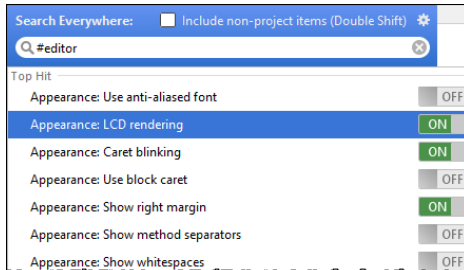 Search Everywhere: Include non-project items (Double Shift)
#editor
Top Hit
Appearance: Use anti-aliased font OFF
Appearance: LCD rendering ON
Appearance: Caret blinking ON
Appearance: Use block caret OFF
Appearance: Show right margin ON
Appearance: Show method separators OFF
Appearance: Show whitespaces OFF